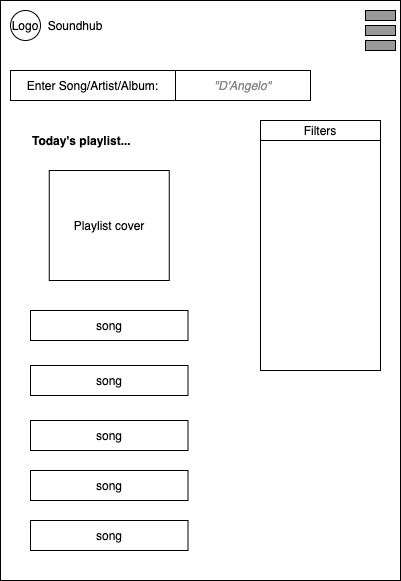 Logo Soundhub
Enter Song/Artist/Album: "D'Angelo"
Today's playlist...
Filters
Playlist cover
song
song
song
song
song